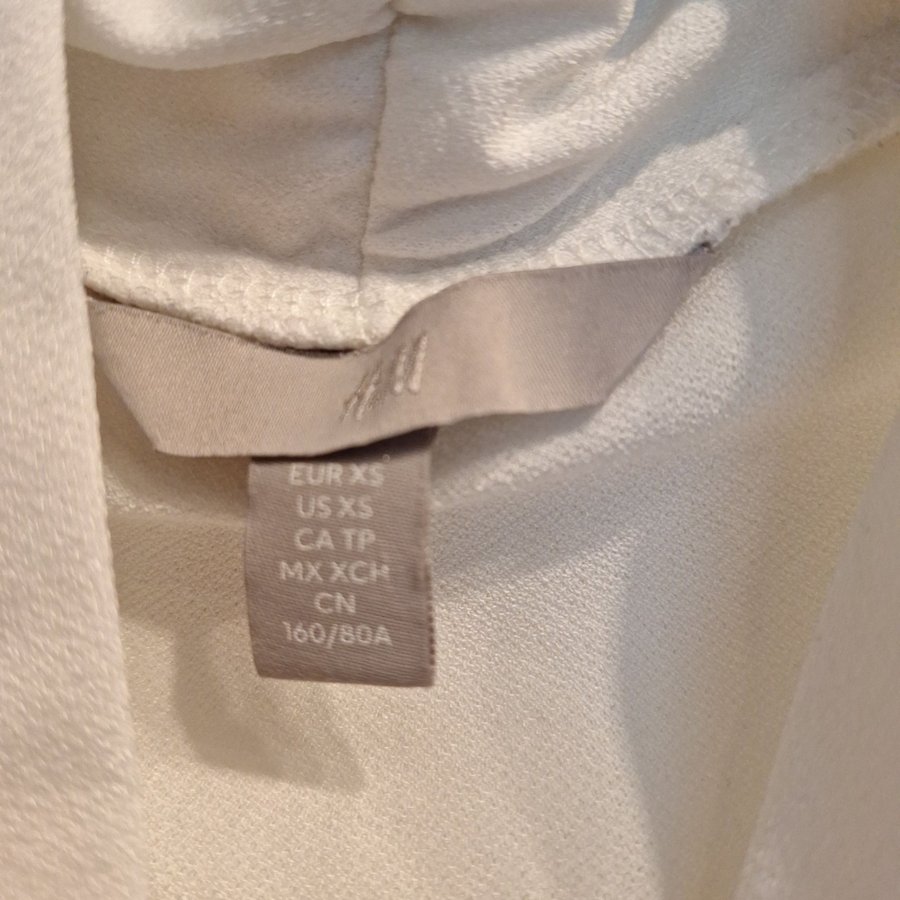 H&M
EUR XS
US XS
CA TP
MX XCH
CN
160/80A